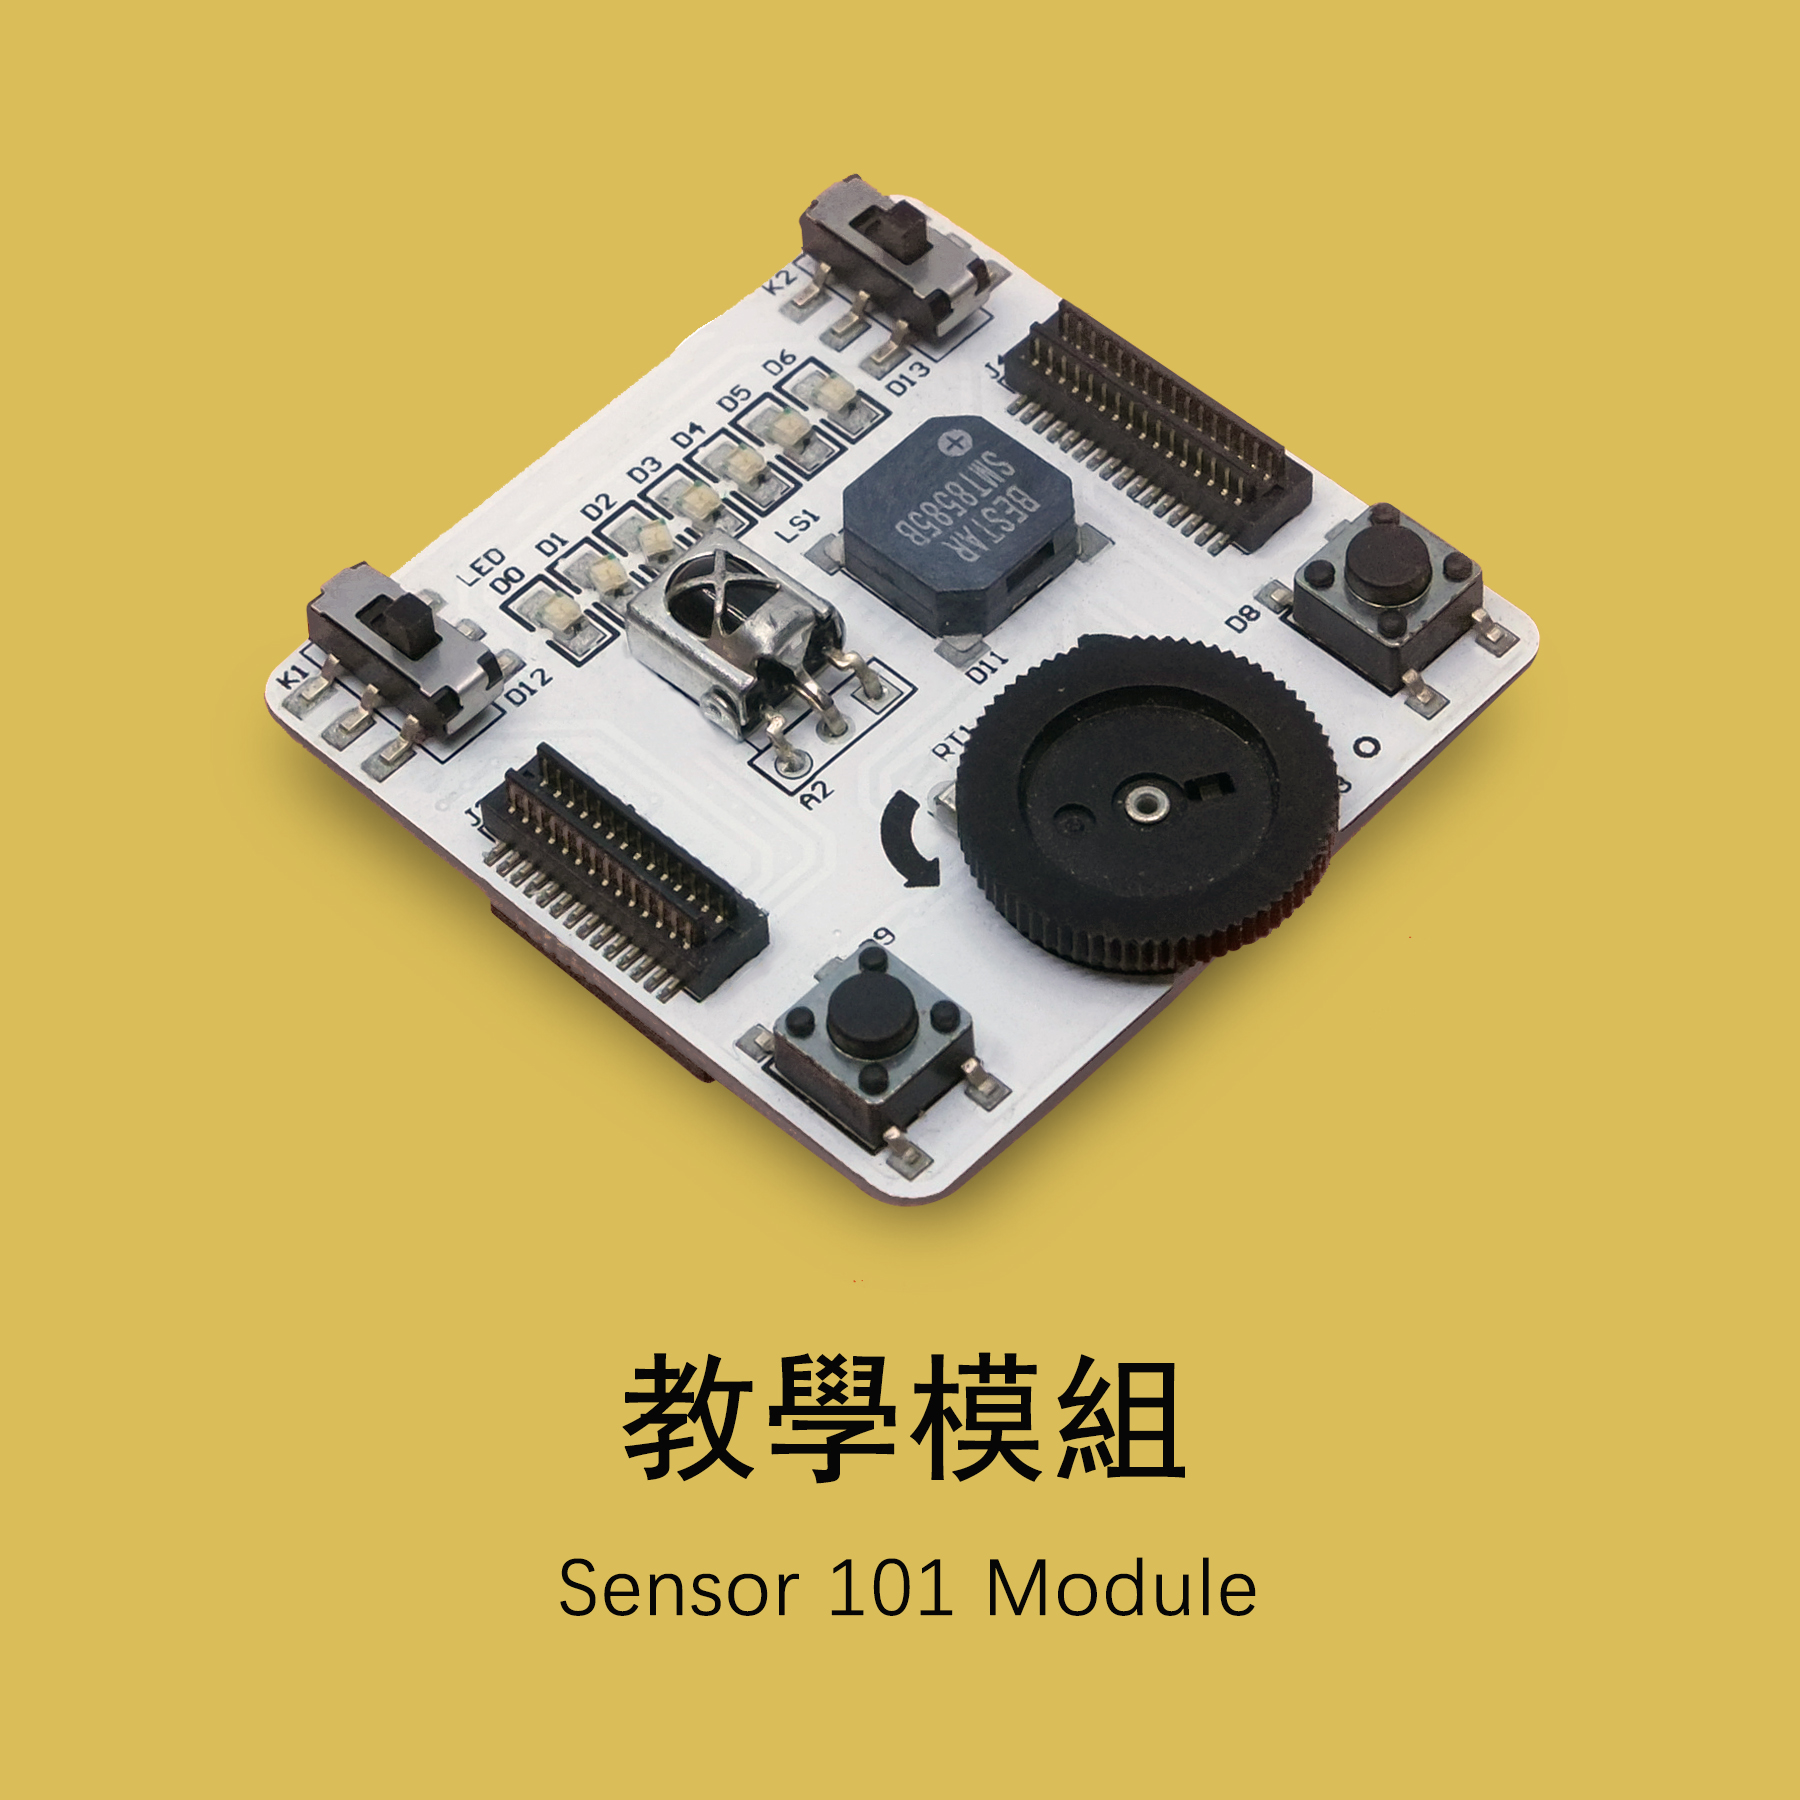 K2
D13
J1
D6
D5
D4
D3
D2
D1
LED
D0
BESTAR
SMT8585B
LS1
D8
K1
D12
D11
RT1
A2
教學模組
Sensor 101 Module